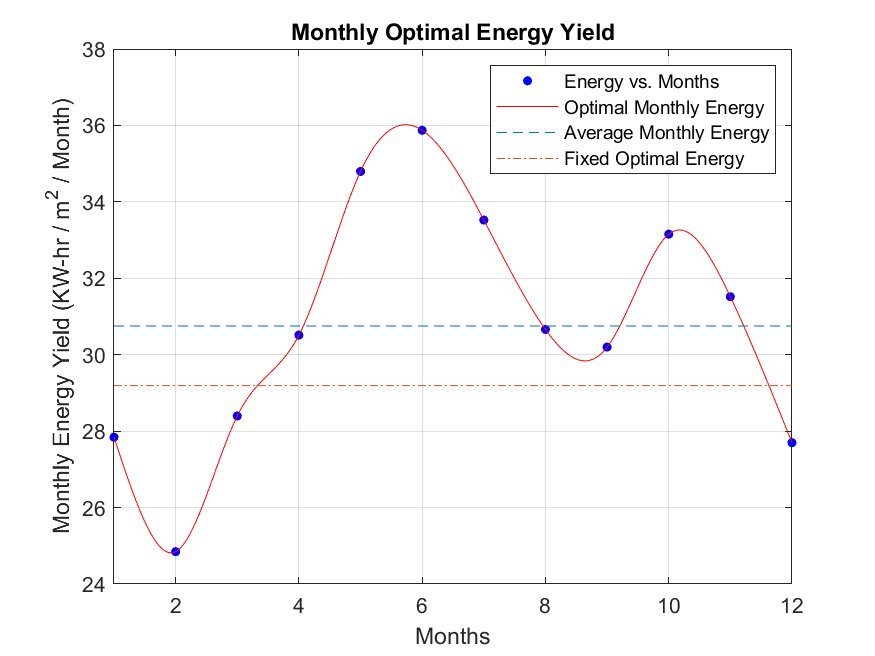 Monthly Optimal Energy Yield
Monthly Energy Yield (KW-hr / m² / Month)
38
36
34
32
30
28
26
24
Energy vs. Months
Optimal Monthly Energy
Average Monthly Energy
Fixed Optimal Energy
2 4 6 8 10 12
Months